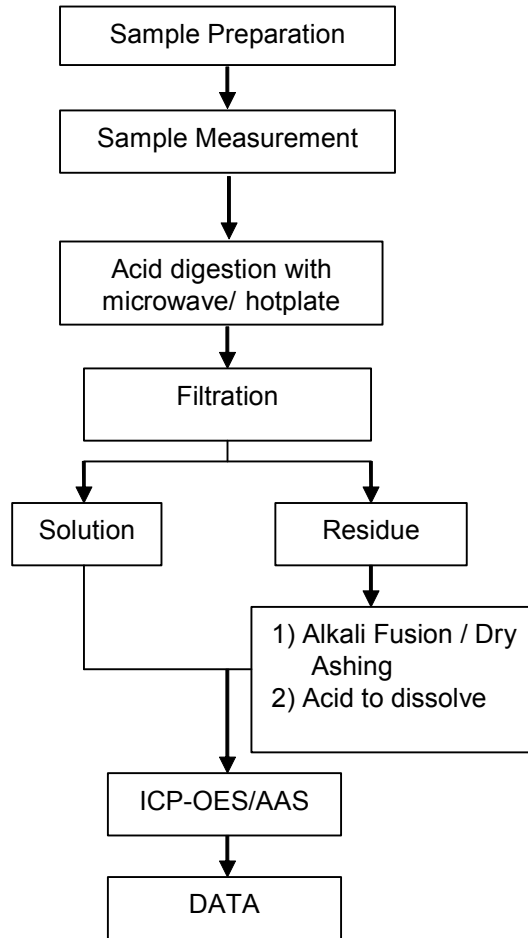 Sample Preparation
Sample Measurement
Acid digestion with
microwave/ hotplate
Filtration
Solution
Residue
1) Alkali Fusion / Dry
Ashing
2) Acid to dissolve
ICP-OES/AAS
DATA